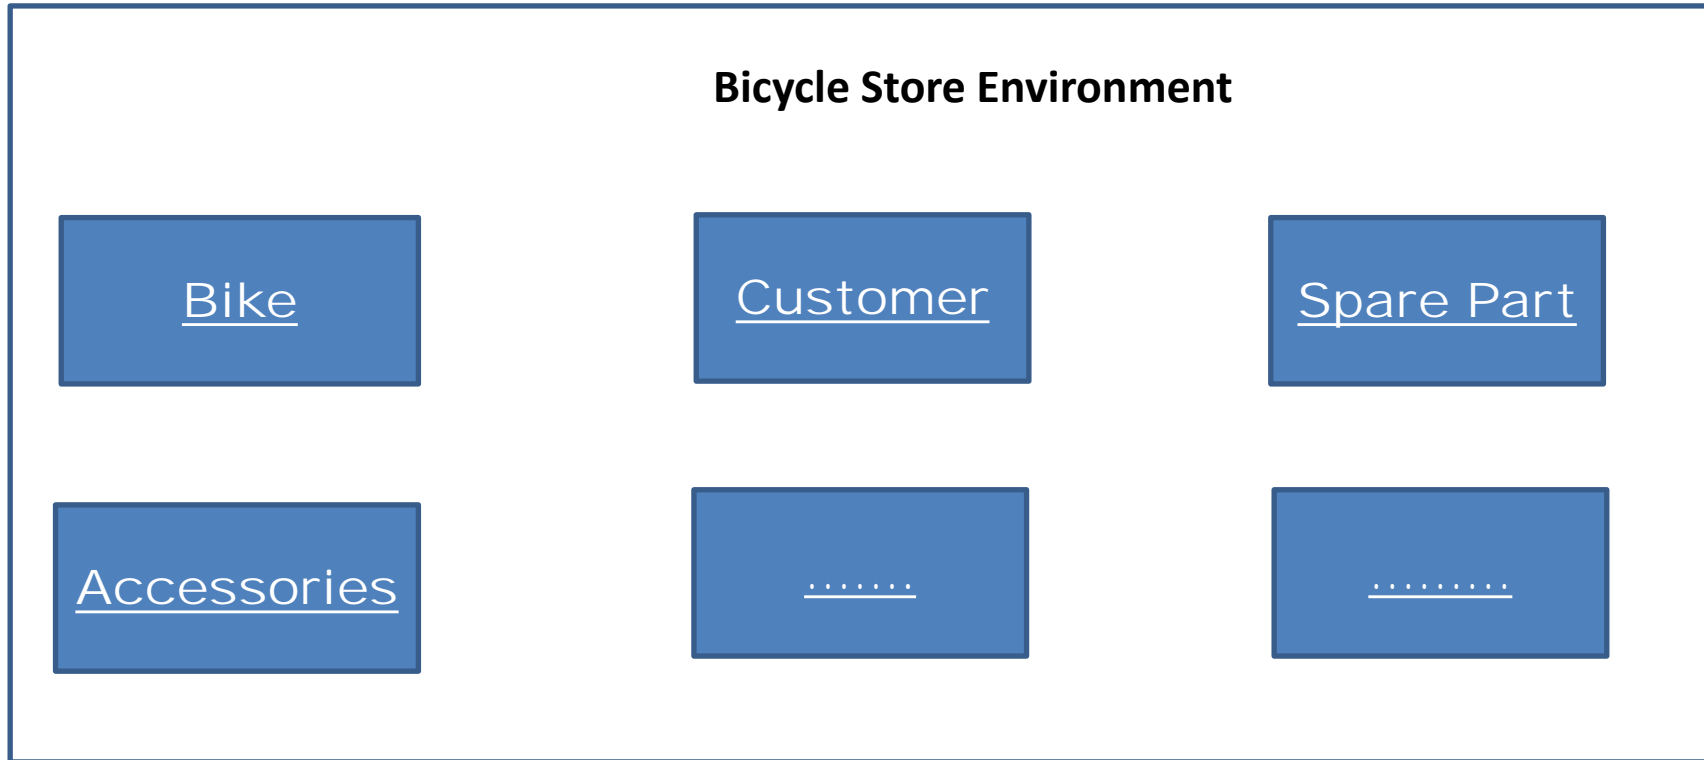 Bicycle Store Environment
Bike
Customer
Spare Part
Accessories
.......
.........